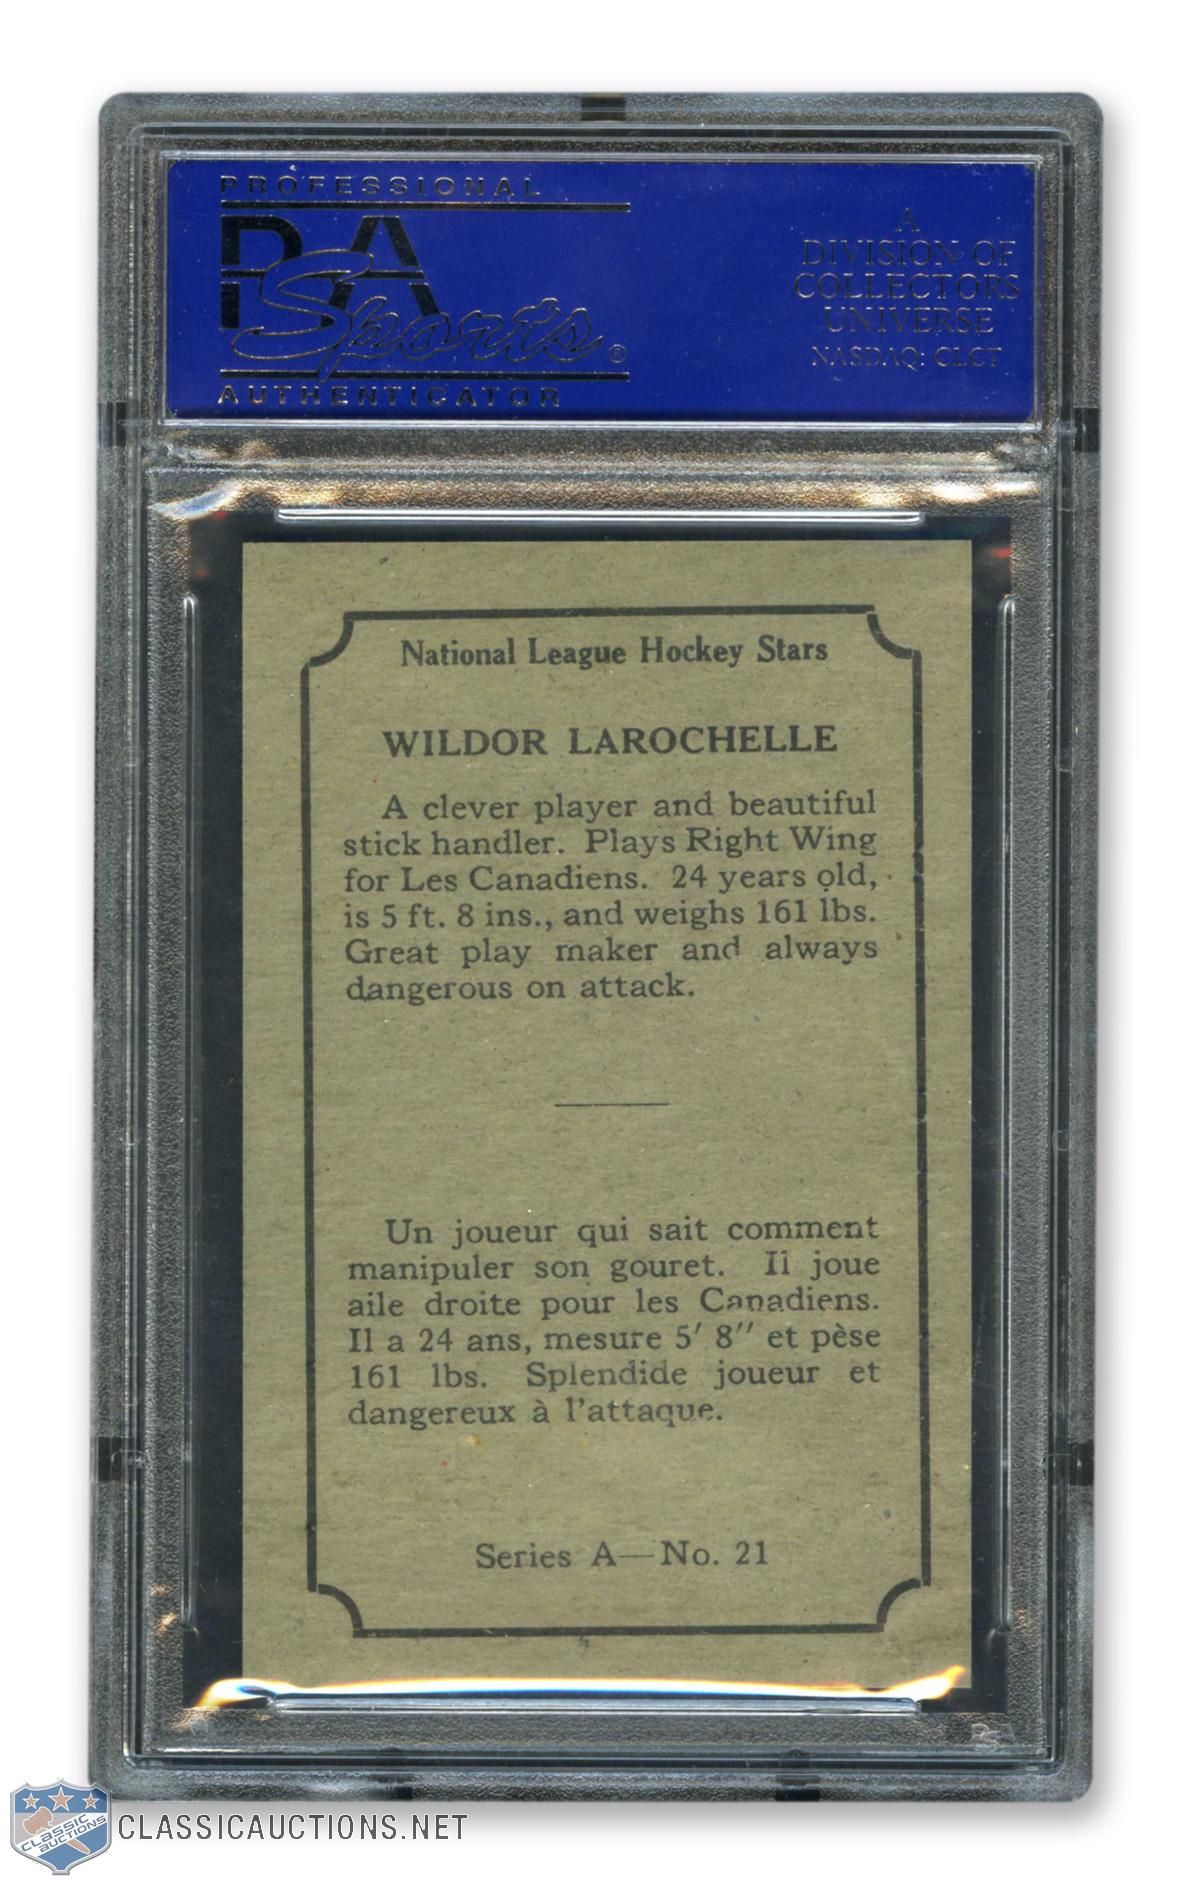 PROFESSIONAL
PSA
Sports®
AUTHENTICATOR
A
DIVISION OF
COLLECTORS
UNIVERSE
NASDAQ: CLCT
National League Hockey Stars
WILDOR LAROCHELLE
A clever player and beautiful
stick handler. Plays Right Wing
for Les Canadiens. 24 years old,
is 5 ft. 8 ins., and weighs 161 lbs.
Great play maker and always
dangerous on attack.
Un joueur qui sait comment
manipuler son gouret. Il joue
aile droite pour les Canadiens.
Il a 24 ans, mesure 5′ 8″ et pèse
161 lbs. Splendide joueur et
dangereux à l'attaque.
Series A—No. 21
PSA
CLASSIC
AUCTIONS
CLASSICAUCTIONS.NET